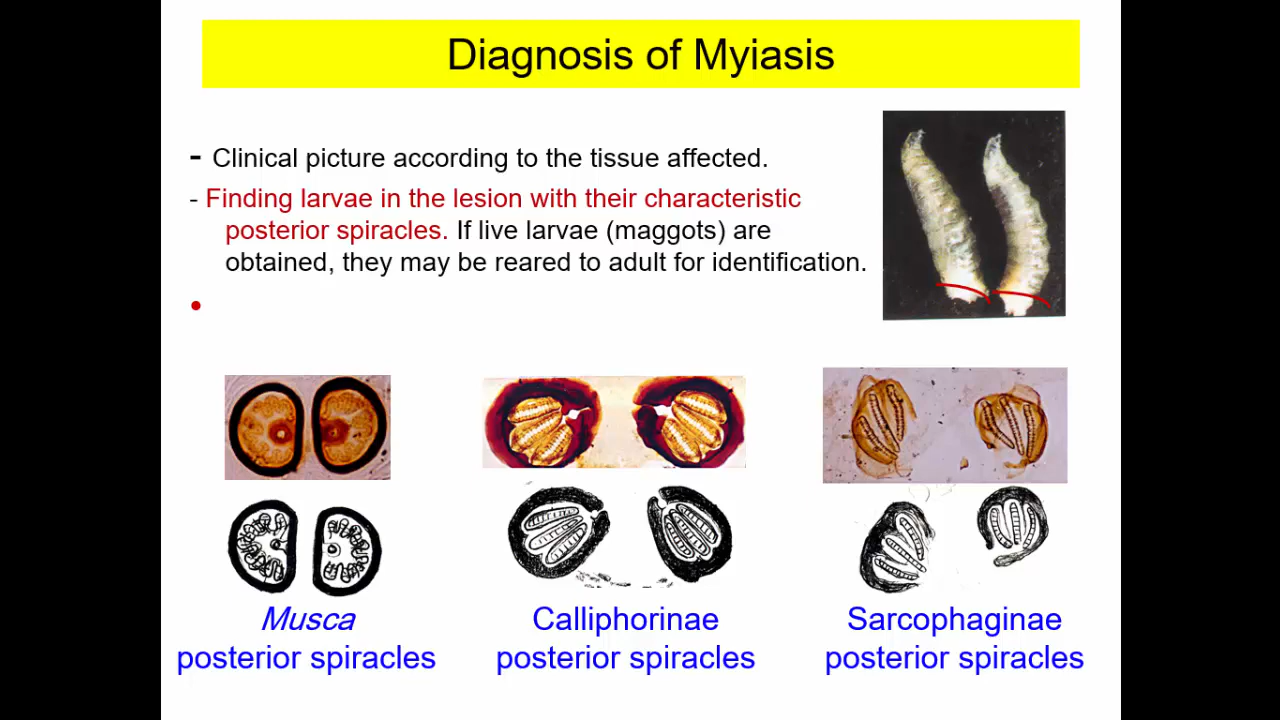 Diagnosis of Myiasis
- Clinical picture according to the tissue affected.
- Finding larvae in the lesion with their characteristic
posterior spiracles. If live larvae (maggots) are
obtained, they may be reared to adult for identification.
•
Musca
posterior spiracles
Calliphorinae
posterior spiracles
Sarcophaginae
posterior spiracles